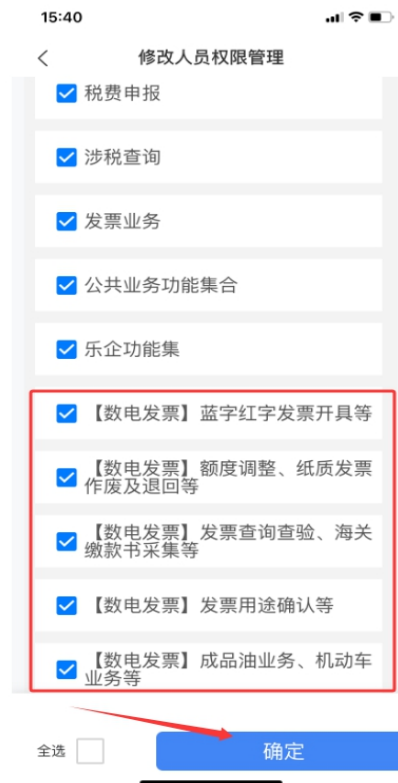 15:40
修改人员权限管理
税费申报
涉税查询
发票业务
公共业务功能集合
乐企功能集
【数电发票】蓝字红字发票开具等
【数电发票】额度调整、纸质发票
作废及退回等
【数电发票】发票查询查验、海关
缴款书采集等
【数电发票】发票用途确认等
【数电发票】成品油业务、机动车
业务等
全选
确定